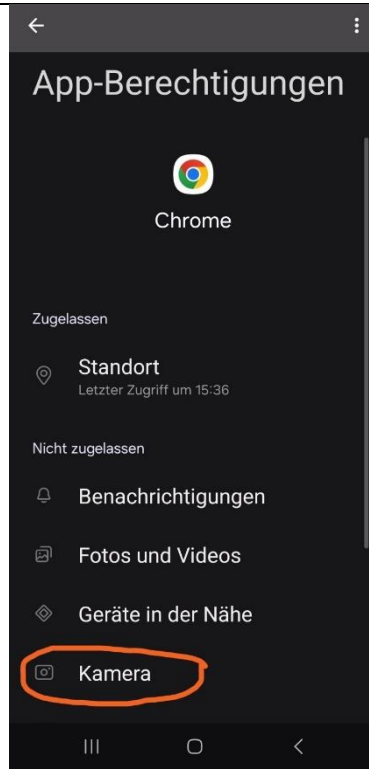 App-Berechtigungen
Chrome
Zugelassen
Standort
Letzter Zugriff um 15:36
Nicht zugelassen
Benachrichtigungen
Fotos und Videos
Geräte in der Nähe
Kamera